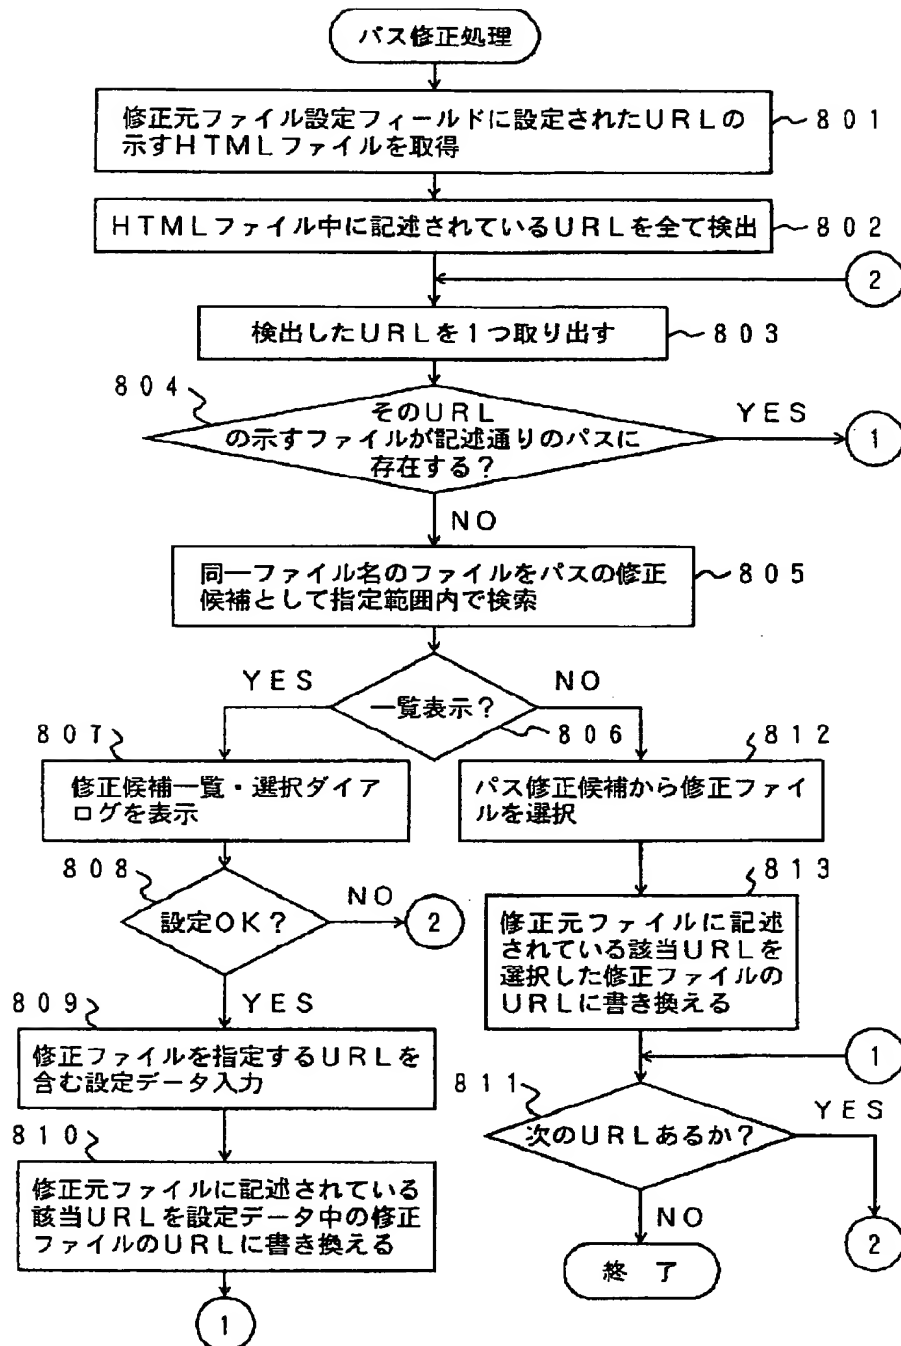 パス修正処理
修正元ファイル設定フィールドに設定されたURLの
示すHTMLファイルを取得
801
HTMLファイル中に記述されているURLを全て検出
802
2
検出したURLを1つ取り出す
803
804
そのURL
の示すファイルが記述通りのパスに
存在する?
YES
1
NO
同一ファイル名のファイルをパスの修正
候補として指定範囲内で検索
805
YES
一覧表示?
NO
806
807
修正候補一覧・選択ダイア
ログを表示
812
パス修正候補から修正ファイ
ルを選択
808
設定OK?
NO
2
YES
813
修正元ファイルに記述
されている該当URLを
選択した修正ファイルの
URLに書き換える
809
修正ファイルを指定するURLを
含む設定データ入力
1
811
次のURLあるか?
YES
810
修正元ファイルに記述されている
該当URLを設定データ中の修正
ファイルのURLに書き換える
NO
2
終了
1